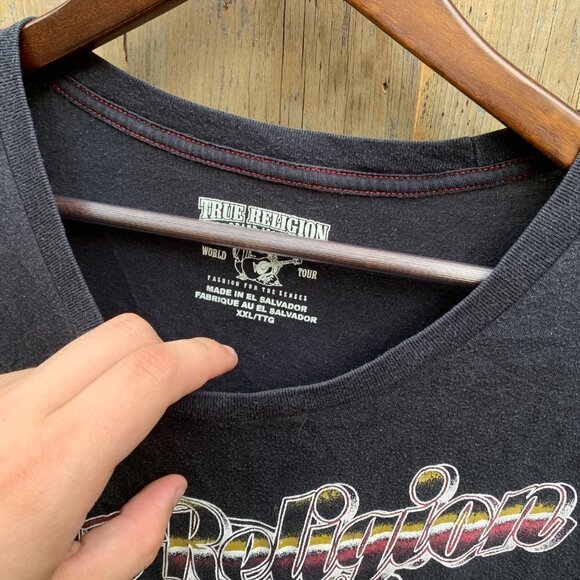 TRUE RELIGION
WORLD TOUR
FASHION FOR THE SENSES
MADE IN EL SALVADOR
FABRIQUE AU EL SALVADOR
XXL/TTG
Religion